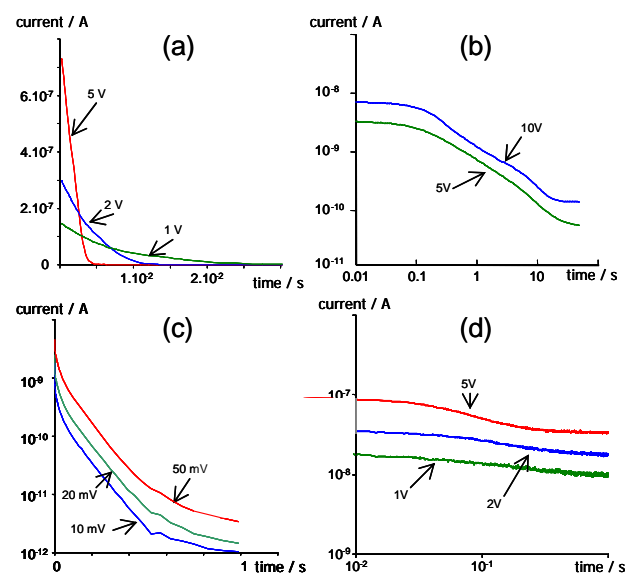 current / A
(a)
6.10⁻⁷
5 V
4.10⁻⁷
2.10⁻⁷
2 V
1 V
0
1.10⁻²
2.10⁻²
time / s
current / A
(b)
10⁻⁸
10V
10⁻⁹
5V
10⁻¹⁰
10⁻¹¹
0.01
0.1
1
10
time / s
current / A
(c)
10⁻⁹
10⁻¹⁰
50 mV
10⁻¹¹
20 mV
10 mV
10⁻¹²
0
1
time / s
current / A
(d)
10⁻⁷
5V
10⁻⁸
1V
2V
10⁻⁹
10⁻²
10⁻¹
time / s